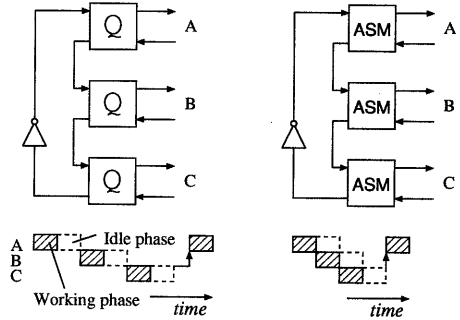 Q A
Q B
Q C
ASM A
ASM B
ASM C
A
B
C
Idle phase
Working phase
time
time